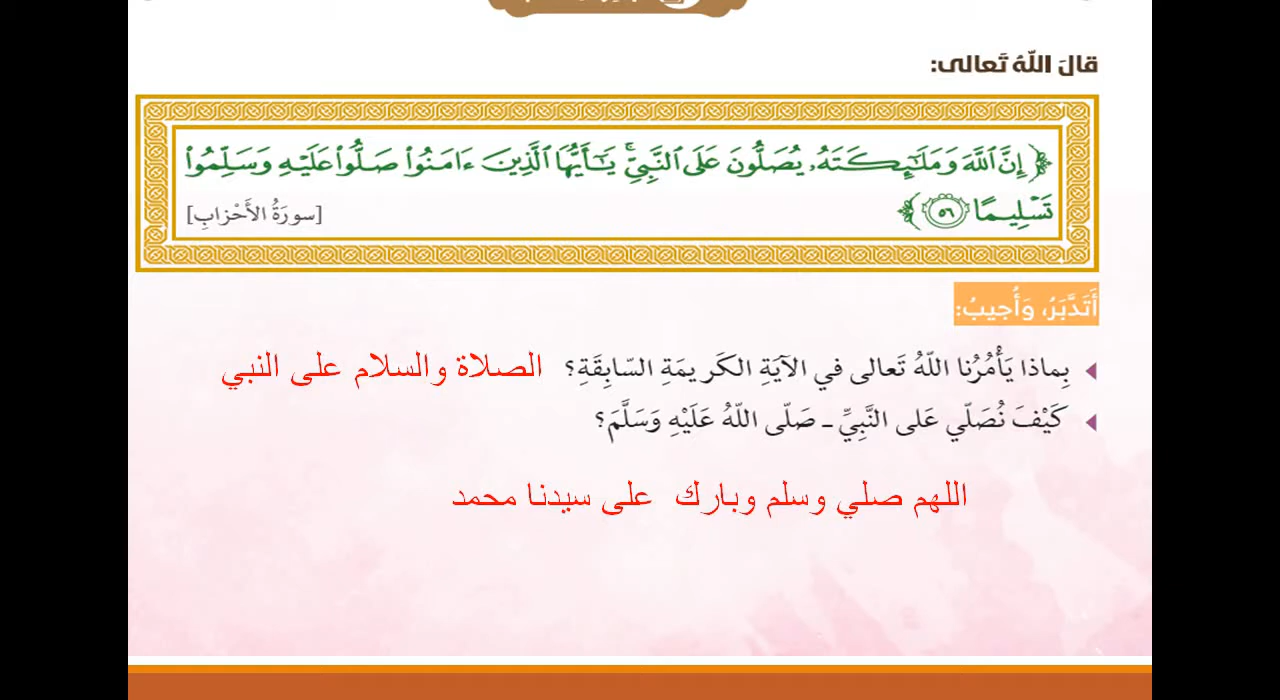 قالَ اللّهُ تَعالى:
﴿ إِنَّ ٱللَّهَ وَمَلَـٰٓئِكَتَهُۥ يُصَلُّونَ عَلَى ٱلنَّبِيِّۚ يَـٰٓأَيُّهَا ٱلَّذِينَ ءَامَنُوا۟ صَلُّوا۟ عَلَيْهِ وَسَلِّمُوا۟
تَسْلِيمًا ٥٦ ﴾ [سورَةُ الأَحْزابِ]
أَتَدَّبَرُ، وَأُجيبُ:
بِماذا يَأْمُرُنا اللّهُ تَعالى في الآيَةِ الكَريمَةِ السّابِقَةِ؟ الصلاة والسلام على النبي
كَيْفَ نُصَلّي عَلى النَّبِيِّ - صَلّى اللّهُ عَلَيْهِ وَسَلَّمَ؟
اللهم صلي وسلم وبارك على سيدنا محمد